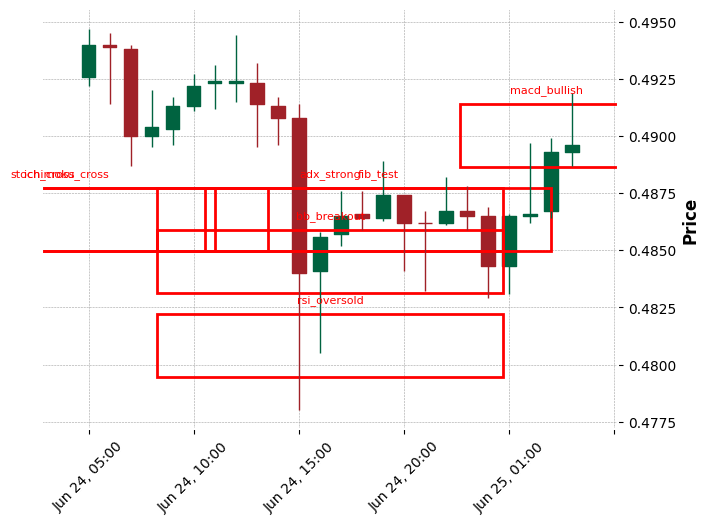 macd_bullish
fib_test
rsi_oversold
0.4950
0.4925
0.4900
0.4875
0.4850
0.4825
0.4800
0.4775
Price
Jun 24, 05:00
Jun 24, 10:00
Jun 24, 15:00
Jun 24, 20:00
Jun 25, 01:00